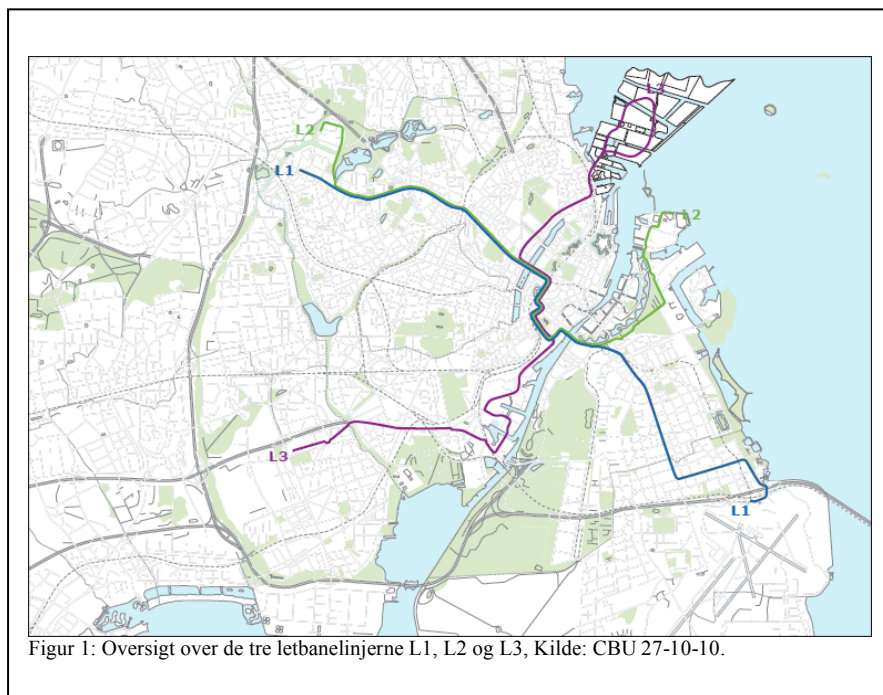 L3
L2
L1
L2
L3
L1
Figur 1: Oversigt over de tre letbanelinjerne L1, L2 og L3, Kilde: CBU 27-10-10.